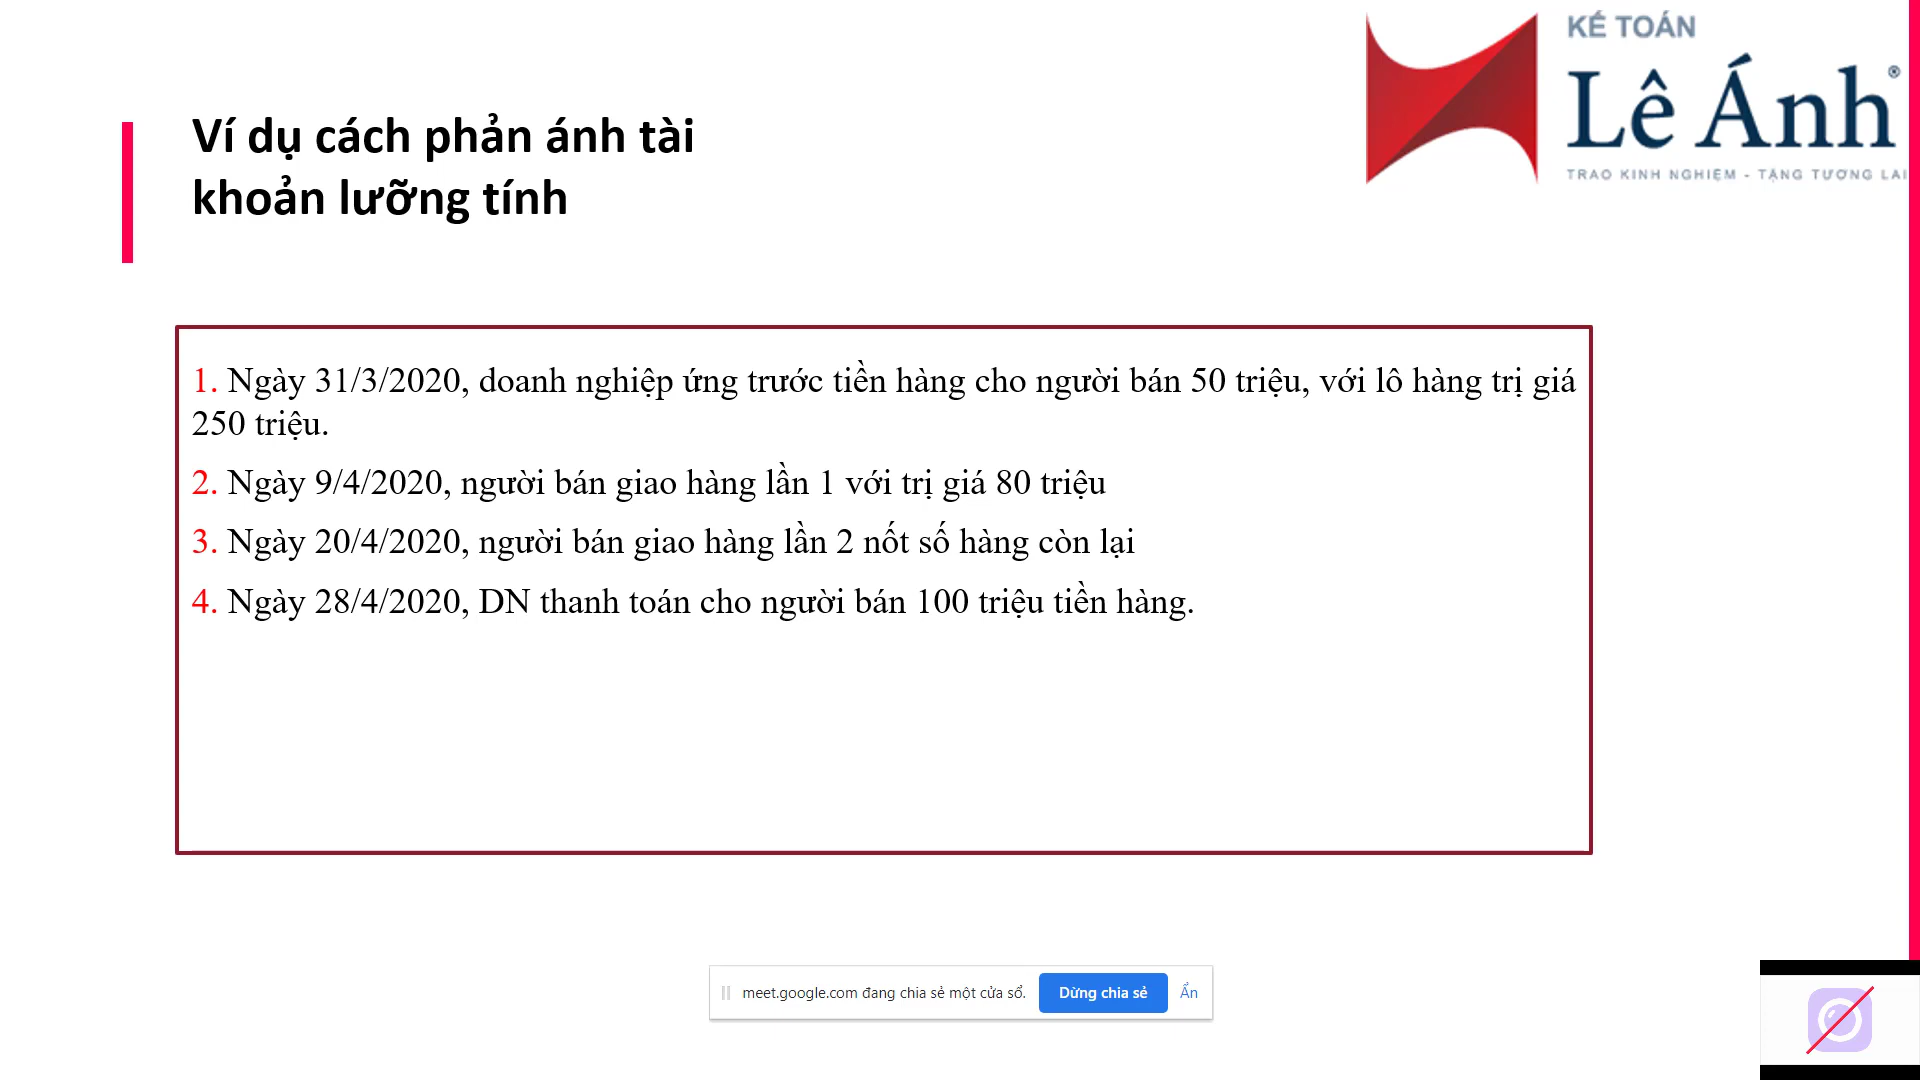 KẾ TOÁN
Lê Ánh®
TRAO KINH NGHIỆM - TẶNG TƯƠNG LAI
Ví dụ cách phản ánh tài
khoản lưỡng tính
1. Ngày 31/3/2020, doanh nghiệp ứng trước tiền hàng cho người bán 50 triệu, với lô hàng trị giá
250 triệu.
2. Ngày 9/4/2020, người bán giao hàng lần 1 với trị giá 80 triệu
3. Ngày 20/4/2020, người bán giao hàng lần 2 nốt số hàng còn lại
4. Ngày 28/4/2020, DN thanh toán cho người bán 100 triệu tiền hàng.
meet.google.com đang chia sẻ một cửa sổ. Dừng chia sẻ Ẩn